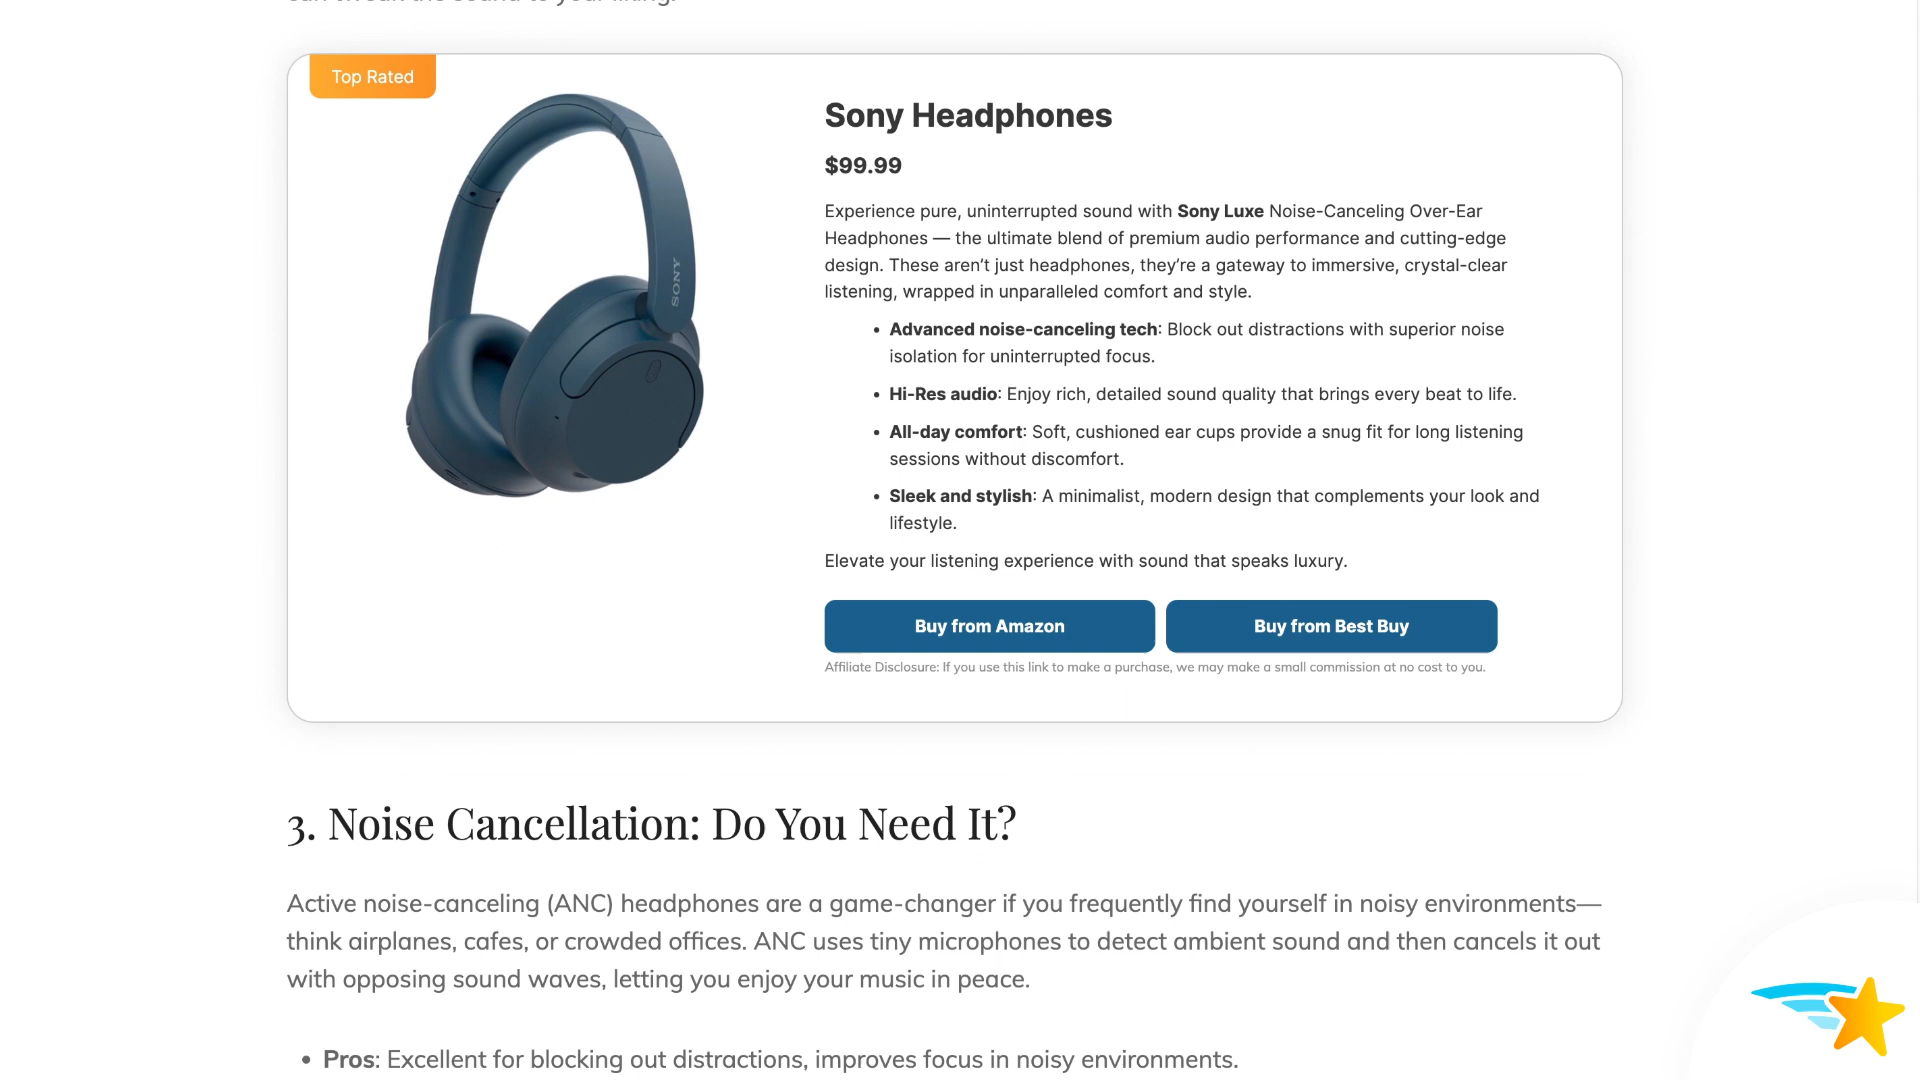 can tweak the sound to your liking.
Top Rated
SONY
Sony Headphones
$99.99
Experience pure, uninterrupted sound with Sony Luxe Noise-Canceling Over-Ear
Headphones — the ultimate blend of premium audio performance and cutting-edge
design. These aren’t just headphones, they’re a gateway to immersive, crystal-clear
listening, wrapped in unparalleled comfort and style.
• Advanced noise-canceling tech: Block out distractions with superior noise
isolation for uninterrupted focus.
• Hi-Res audio: Enjoy rich, detailed sound quality that brings every beat to life.
• All-day comfort: Soft, cushioned ear cups provide a snug fit for long listening
sessions without discomfort.
• Sleek and stylish: A minimalist, modern design that complements your look and
lifestyle.
Elevate your listening experience with sound that speaks luxury.
Buy from Amazon
Buy from Best Buy
Affiliate Disclosure: If you use this link to make a purchase, we may make a small commission at no cost to you.
3. Noise Cancellation: Do You Need It?
Active noise-canceling (ANC) headphones are a game-changer if you frequently find yourself in noisy environments—
think airplanes, cafes, or crowded offices. ANC uses tiny microphones to detect ambient sound and then cancels it out
with opposing sound waves, letting you enjoy your music in peace.
• Pros: Excellent for blocking out distractions, improves focus in noisy environments.